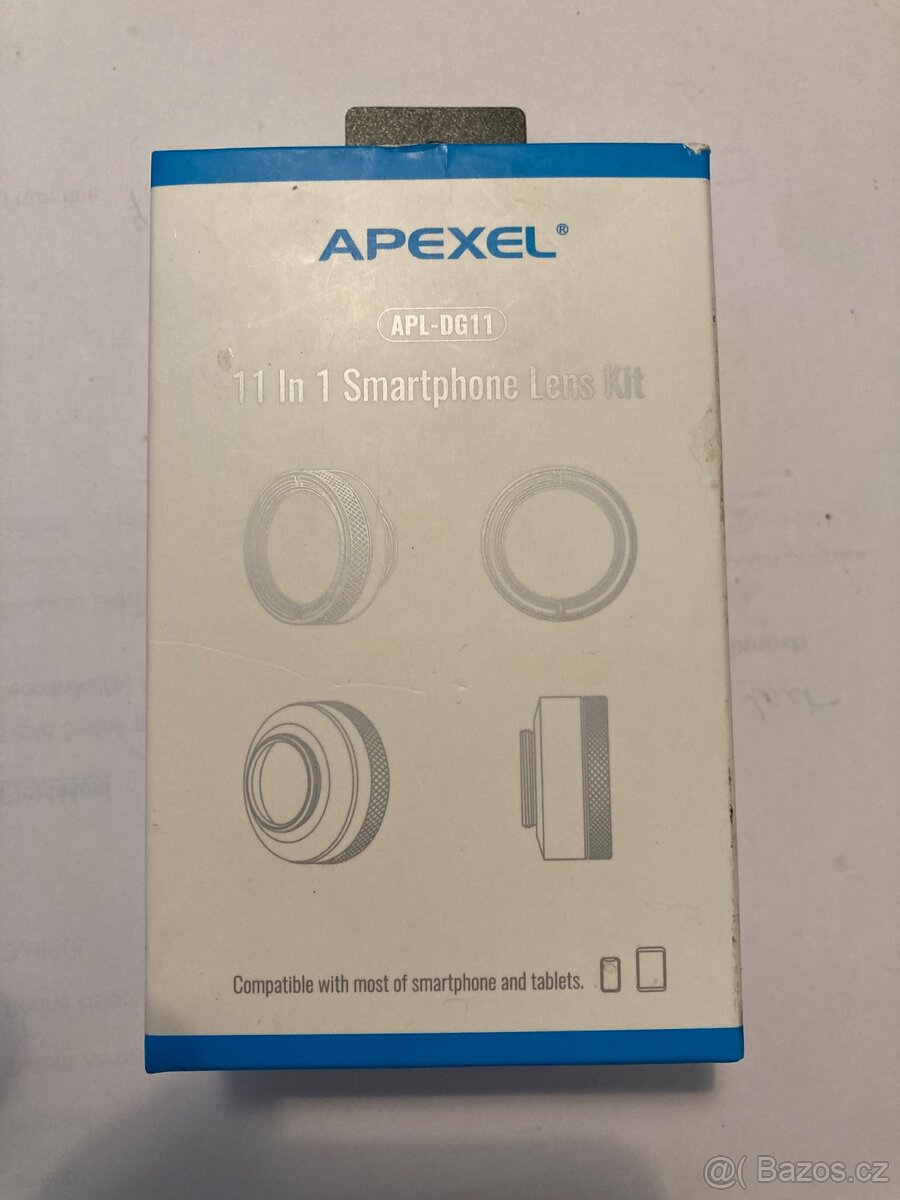 APEXEL®
APL-DG11
11 In 1 Smartphone Lens Kit
Compatible with most of smartphone and tablets.
@( Bazos.cz